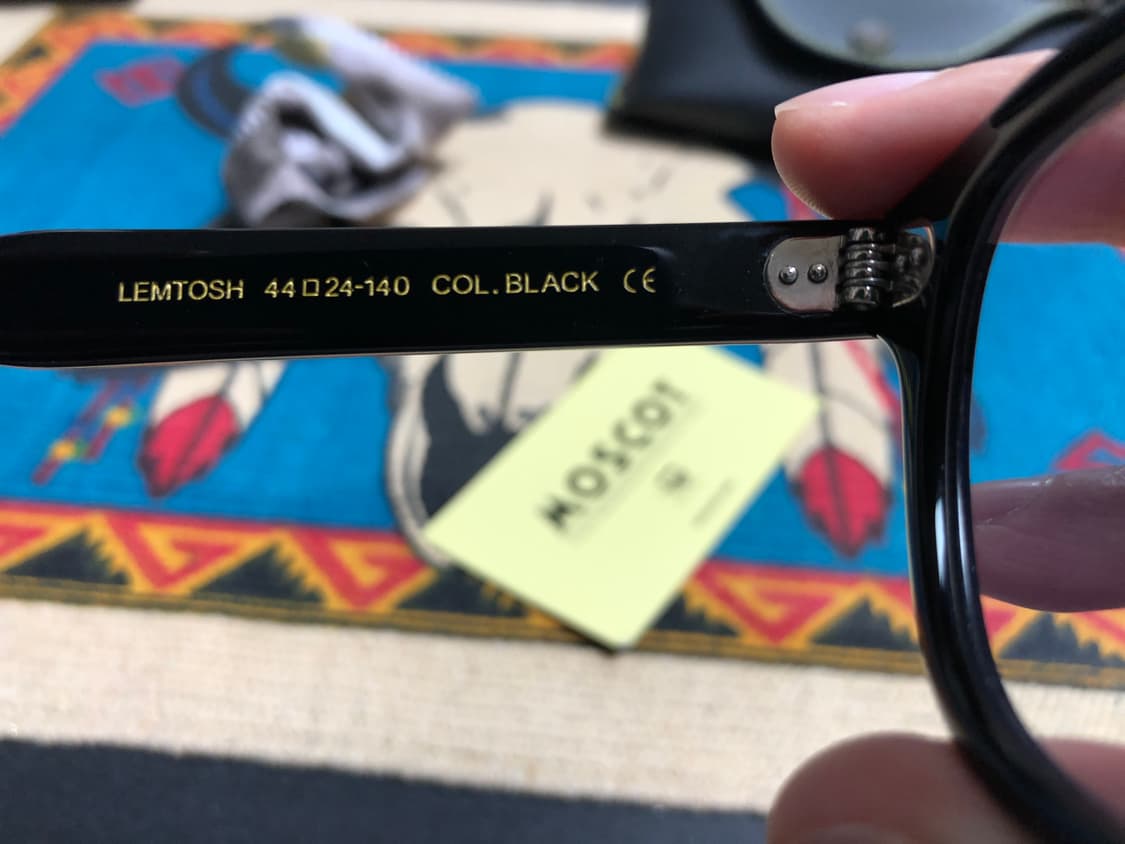 LEMTOSH 44□24-140 COL. BLACK CE
MOSCOT